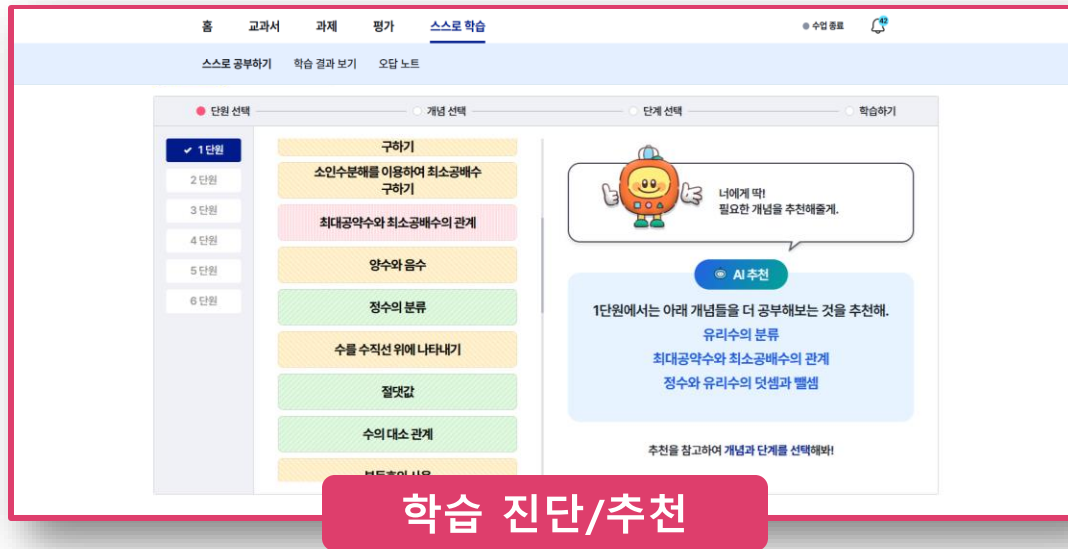 홈 교과서 과제 평가 스스로 학습 수업 종료 42
스스로 공부하기 학습 결과 보기 오답 노트
단원 선택 개념 선택 단계 선택 학습하기
1 단원
2 단원
3 단원
4 단원
5 단원
6 단원
구하기
소인수분해를 이용하여 최소공배수
구하기
최대공약수와 최소공배수의 관계
양수와 음수
정수의 분류
수를 수직선 위에 나타내기
절댓값
수의 대소 관계
너에게 딱!
필요한 개념을 추천해줄게.
AI 추천
1단원에서는 아래 개념들을 더 공부해보는 것을 추천해.
유리수의 분류
최대공약수와 최소공배수의 관계
정수와 유리수의 덧셈과 뺄셈
추천을 참고하여 개념과 단계를 선택해봐!
학습 진단/추천